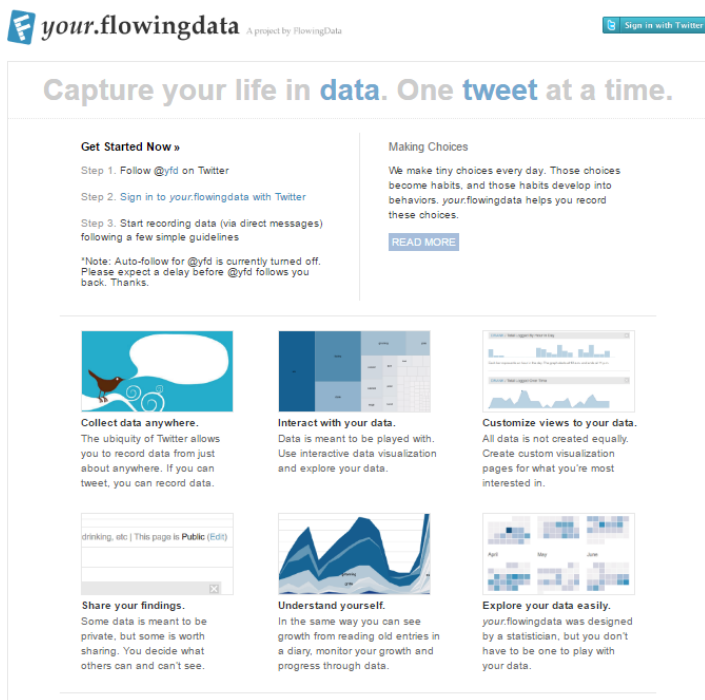 your.flowingdata A project by FlowingData
Sign in with Twitter
Capture your life in data. One tweet at a time.
Get Started Now »
Step 1. Follow @yfd on Twitter
Step 2. Sign in to your.flowingdata with Twitter
Step 3. Start recording data (via direct messages)
following a few simple guidelines
*Note: Auto-follow for @yfd is currently turned off.
Please expect a delay before @yfd follows you
back. Thanks.
Making Choices
We make tiny choices every day. Those choices
become habits, and those habits develop into
behaviors. your.flowingdata helps you record
these choices.
READ MORE
Collect data anywhere.
The ubiquity of Twitter allows
you to record data from just
about anywhere. If you can
tweet, you can record data.
Interact with your data.
Data is meant to be played with.
Use interactive data visualization
and explore your data.
Customize views to your data.
All data is not created equally.
Create custom visualization
pages for what you're most
interested in.
drinking, etc | This page is Public (Edit)
Share your findings.
Some data is meant to be
private, but some is worth
sharing. You decide what
others can and can't see.
Understand yourself.
In the same way you can see
growth from reading old entries in
a diary, monitor your growth and
progress through data.
April May June
Explore your data easily.
your.flowingdata was designed
by a statistician, but you don't
have to be one to play with
your data.